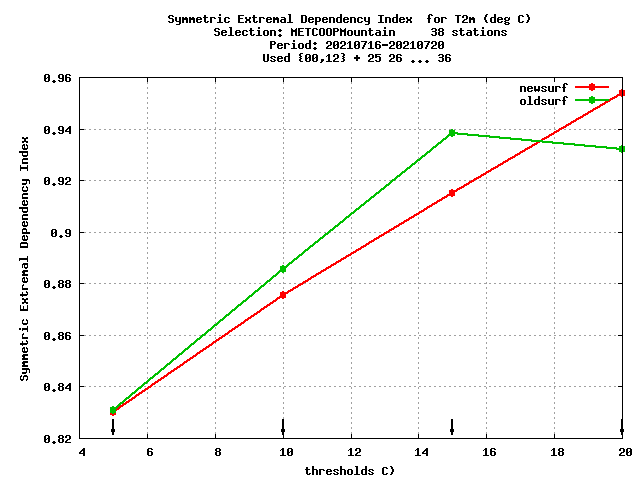 Symmetric Extremal Dependency Index  for T2m (deg C)
Selection: METCOOPMountain     38 stations
Period: 20210716-20210720
Used {00,12} + 25 26 ... 36
newsurf
oldsurf
0.96
0.94
0.92
0.9
0.88
0.86
0.84
0.82
Symmetric Extremal Dependency Index
4 6 8 10 12 14 16 18 20
thresholds C)